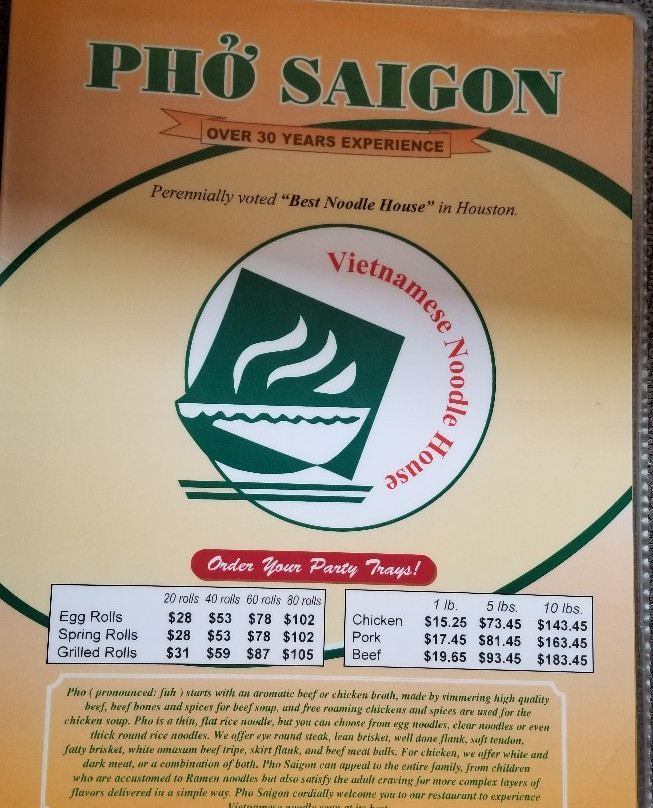 PHỞ SAIGON
OVER 30 YEARS EXPERIENCE
Perennially voted "Best Noodle House" in Houston.
Vietnamese Noodle House
Order Your Party Trays!
20 rolls 40 rolls 60 rolls 80 rolls
Egg Rolls $28 $53 $78 $102
Spring Rolls $28 $53 $78 $102
Grilled Rolls $31 $59 $87 $105
1 lb. 5 lbs. 10 lbs.
Chicken $15.25 $73.45 $143.45
Pork $17.45 $81.45 $163.45
Beef $19.65 $93.45 $183.45
Pho ( pronounced: fuh ) starts with an aromatic beef or chicken broth, made by simmering high quality
beef, beef bones and spices for beef soup, and free roaming chickens and spices are used for the
chicken soup. Pho is a thin, flat rice noodle, but you can choose from egg noodles, clear noodles or even
thick round rice noodles. We offer eye round steak, lean brisket, well done flank, soft tendon,
fatty brisket, white omasum beef tripe, skirt flank, and beef meat balls. For chicken, we offer white and
dark meat, or a combination of both. Pho Saigon can appeal to the entire family, from children
who are accustomed to Ramen noodles but also satisfy the adult craving for more complex layers of
flavors delivered in a simple way. Pho Saigon cordially welcome you to our restaurant to experience
Vietnamese noodle soup at its best.